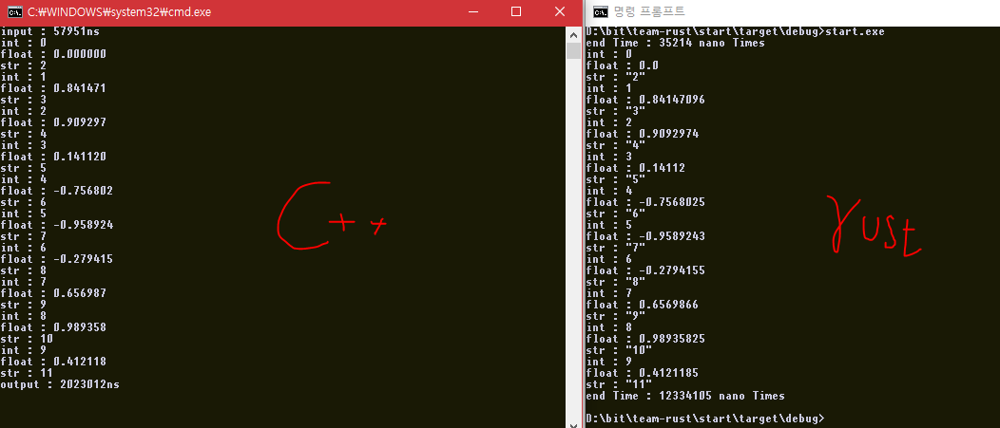 C:₩WINDOWS₩system32₩cmd.exe
input : 57951ns
int : 0
float : 0.000000
str : 2
int : 1
float : 0.841471
str : 3
int : 2
float : 0.909297
str : 4
int : 3
float : 0.141120
str : 5
int : 4
float : -0.756802
str : 6
int : 5
float : -0.958924
str : 7
int : 6
float : -0.279415
str : 8
int : 7
float : 0.656987
str : 9
int : 8
float : 0.989358
str : 10
int : 9
float : 0.412118
str : 11
output : 2023012ns
C++
명령 프롬프트
D:\bit\team-rust\start\target\debug>start.exe
end Time : 35214 nano Times
int : 0
float : 0.0
str : "2"
int : 1
float : 0.84147096
str : "3"
int : 2
float : 0.9092974
str : "4"
int : 3
float : 0.14112
str : "5"
int : 4
float : -0.7568025
str : "6"
int : 5
float : -0.9589243
str : "7"
int : 6
float : -0.2794155
str : "8"
int : 7
float : 0.6569866
str : "9"
int : 8
float : 0.98935825
str : "10"
int : 9
float : 0.4121185
str : "11"
end Time : 12334105 nano Times
D:\bit\team-rust\start\target\debug>
rust